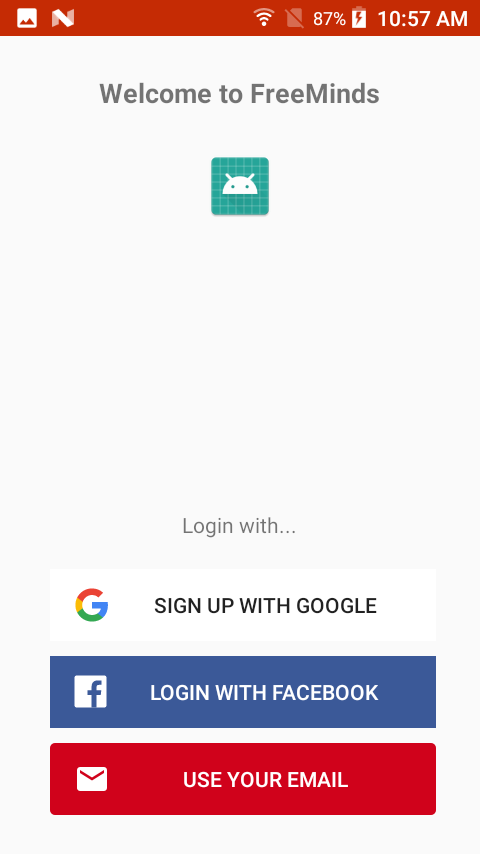 87% 10:57 AM
Welcome to FreeMinds
Login with...
SIGN UP WITH GOOGLE
LOGIN WITH FACEBOOK
USE YOUR EMAIL